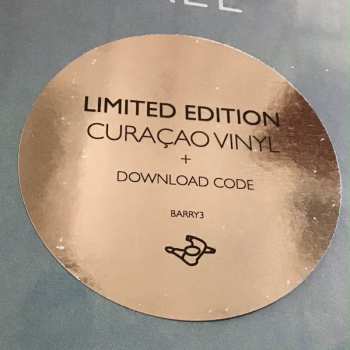 LIMITED EDITION
CURAÇAO VINYL
+
DOWNLOAD CODE
BARRY3